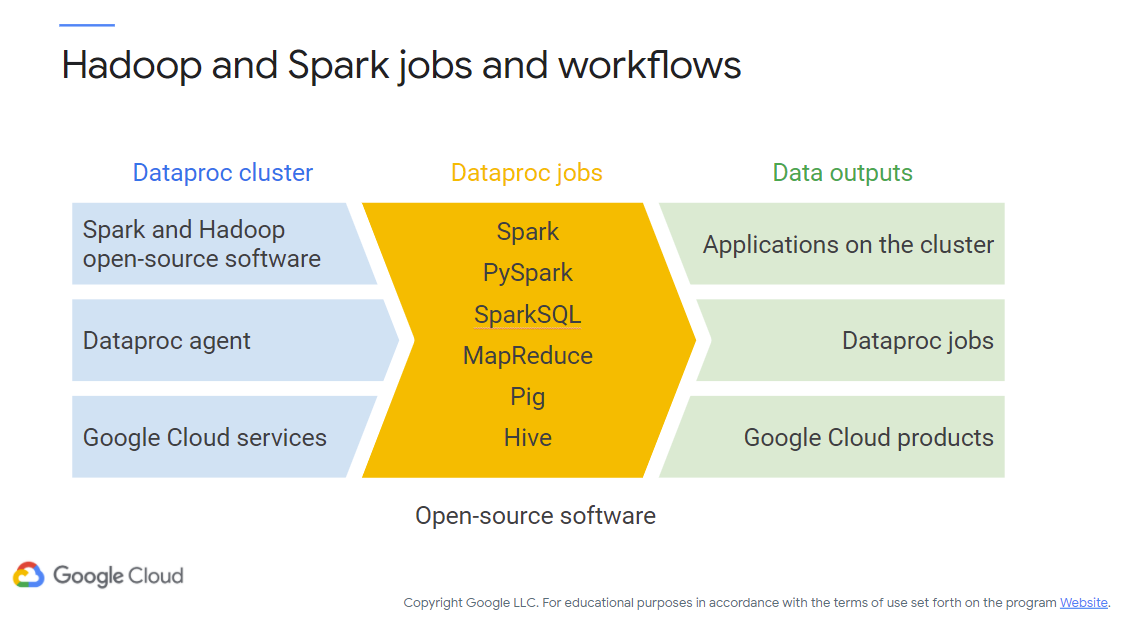 Hadoop and Spark jobs and workflows
Dataproc cluster
Spark and Hadoop
open-source software
Dataproc agent
Google Cloud services
Dataproc jobs
Spark
PySpark
SparkSQL
MapReduce
Pig
Hive
Open-source software
Data outputs
Applications on the cluster
Dataproc jobs
Google Cloud products
Google Cloud
Copyright Google LLC. For educational purposes in accordance with the terms of use set forth on the program Website.